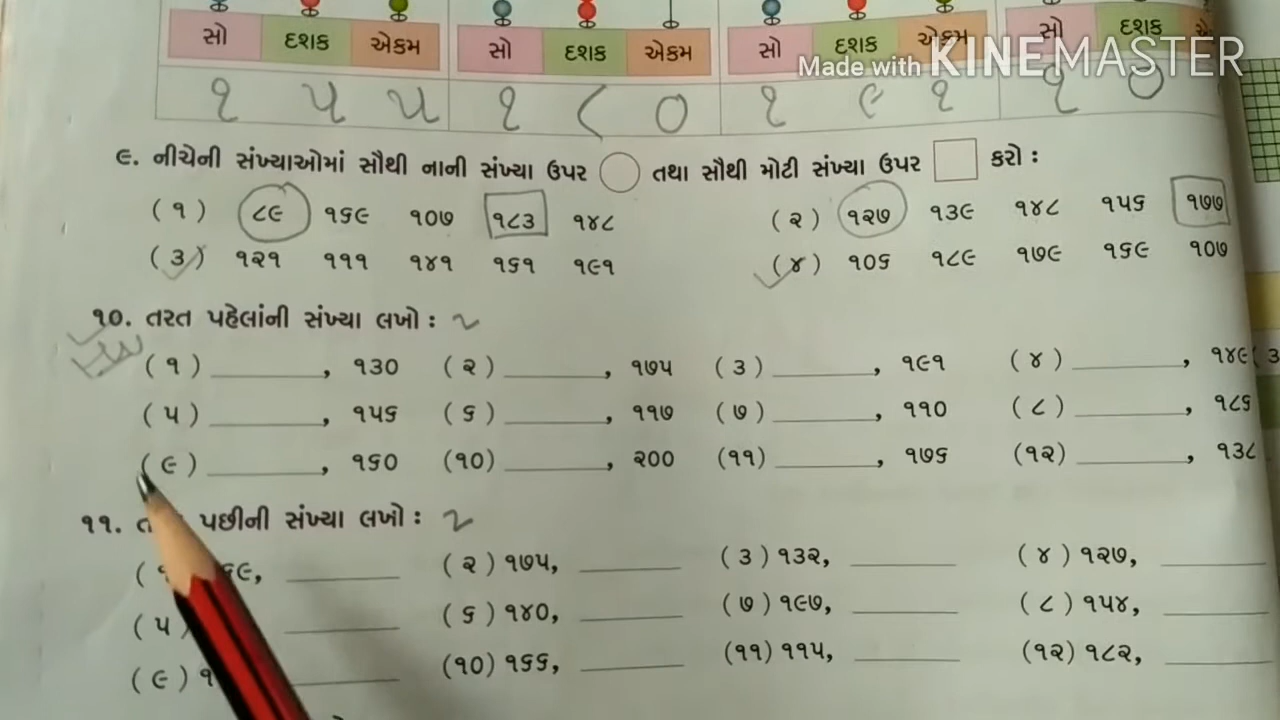 સો દશક એકમ સો દશક એકમ સો દશક એકમ સો દશક
Made with KINEMASTER
૧ ૫ ૫ ૧ ૮ ૦ ૧ ૯ ૧ ૧ ૦
૯. નીચેની સંખ્યાઓમાં સૌથી નાની સંખ્યા ઉપર તથા સૌથી મોટી સંખ્યા ઉપર કરો :
(૧) ૮૯ ૧૬૯ ૧૦૭ ૧૮૩ ૧૪૮ (૨) ૧૨૭ ૧૩૯ ૧૪૮ ૧૫૬ ૧૭૭
(૩) ૧૨૧ ૧૧૧ ૧૪૧ ૧૬૧ ૧૯૧ (૪) ૧૦૬ ૧૮૯ ૧૭૯ ૧૬૯ ૧૦૭
૧૦. તરત પહેલાંની સંખ્યા લખો :
(૧) ________, ૧૩૦ (૨) ________, ૧૭૫ (૩) ________, ૧૯૧ (૪) ________, ૧૪૯
(૫) ________, ૧૫૬ (૬) ________, ૧૧૭ (૭) ________, ૧૧૦ (૮) ________, ૧૮૬
(૯) ________, ૧૬૦ (૧૦) ________, ૨૦૦ (૧૧) ________, ૧૭૬ (૧૨) ________, ૧૩૮
૧૧. પછીની સંખ્યા લખો :
________ (૨) ૧૭૫, ________ (૩) ૧૩૨, ________ (૪) ૧૨૭, ________
(૫) ________ (૬) ૧૪૦, ________ (૭) ૧૯૭, ________ (૮) ૧૫૪, ________
(૯) ________ (૧૦) ૧૬૬, ________ (૧૧) ૧૧૫, ________ (૧૨) ૧૮૨, ________